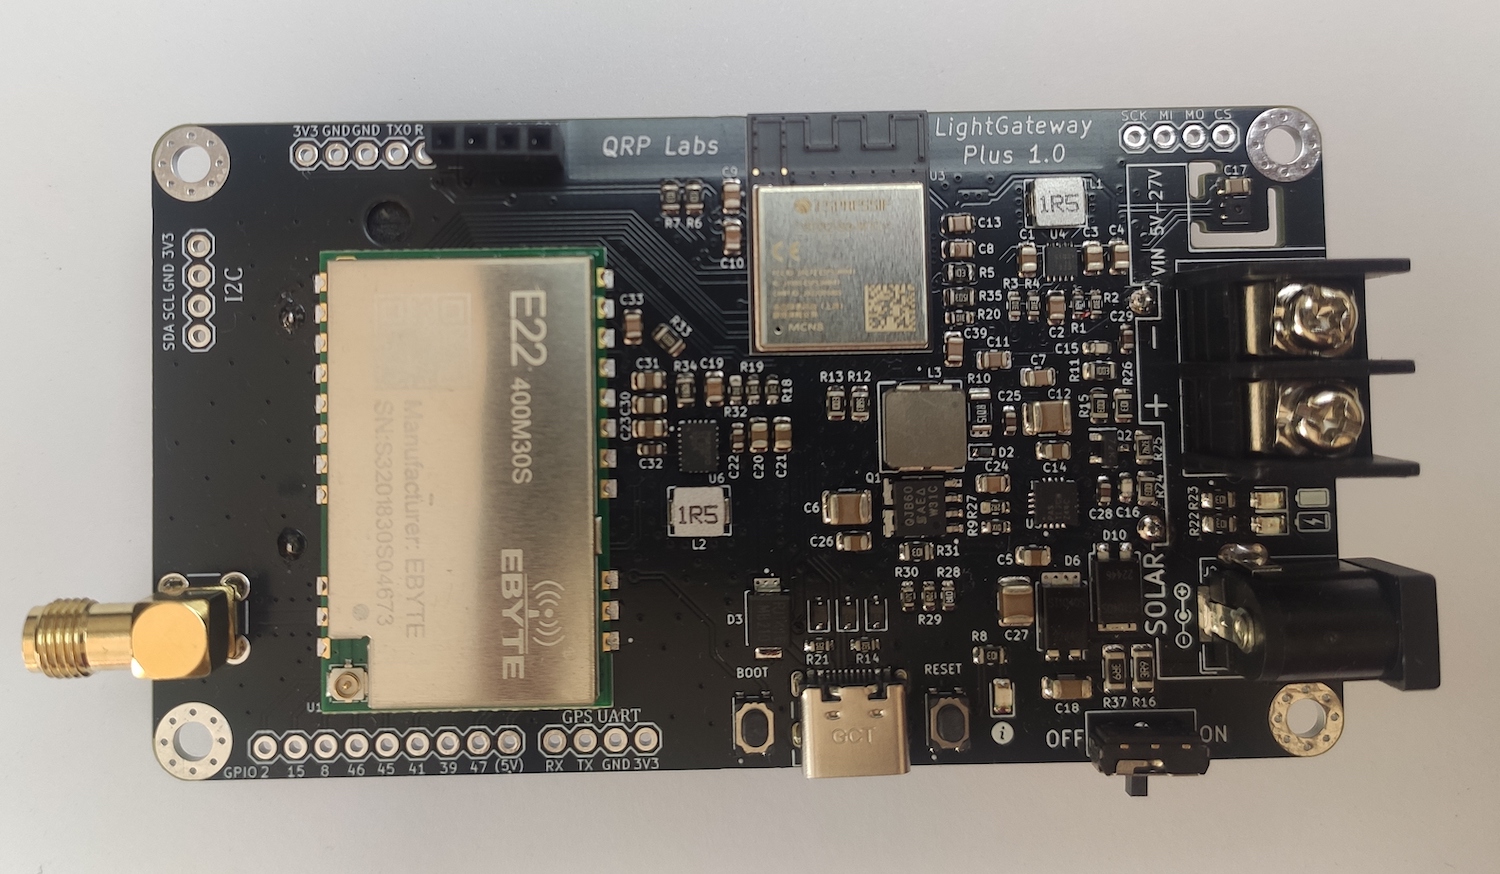 3V3 GND GND TX0 R
QRP Labs
LightGateway
Plus 1.0
SCK MI MO CS
C9
R7 R6
C10
U3
ESPRESSIF
CE
MCN8
C13
C8
R5
R35
R20
C39
C11
L1
1R5
C1 U4 C3 C4
R3 R4
C2 R1 R2
C29
C17
VIN 5V-27V
SDA SCL GND 3V3
I2C
E22 400M30S
EBYTE
Manufacturer: EBYTE
SN:S3201830S04673
C33
R33
C31 R34 C19 R19
R18
R32
C23 C30
C32
C22 C20 C21
U6
1R5
L2
R13 R12
L3
R10
C25
C7
C12
C15
R11
R26
R15
D2
C24
C14
Q2
R25
R24
Q1
QJB60
C6
C26
R9 R27
R31
C28 C16
R22 R23
C5 D6 D10
R30 R28
R29
C27
D3
R21 R14
R8
SOLAR
- +
BOOT
RESET
GCT
C18
R37 R16
3R9
OFF
ON
U1
GPS UART
GPIO 2 15 8 46 45 41 39 47 (5V)
RX TX GND 3V3
i